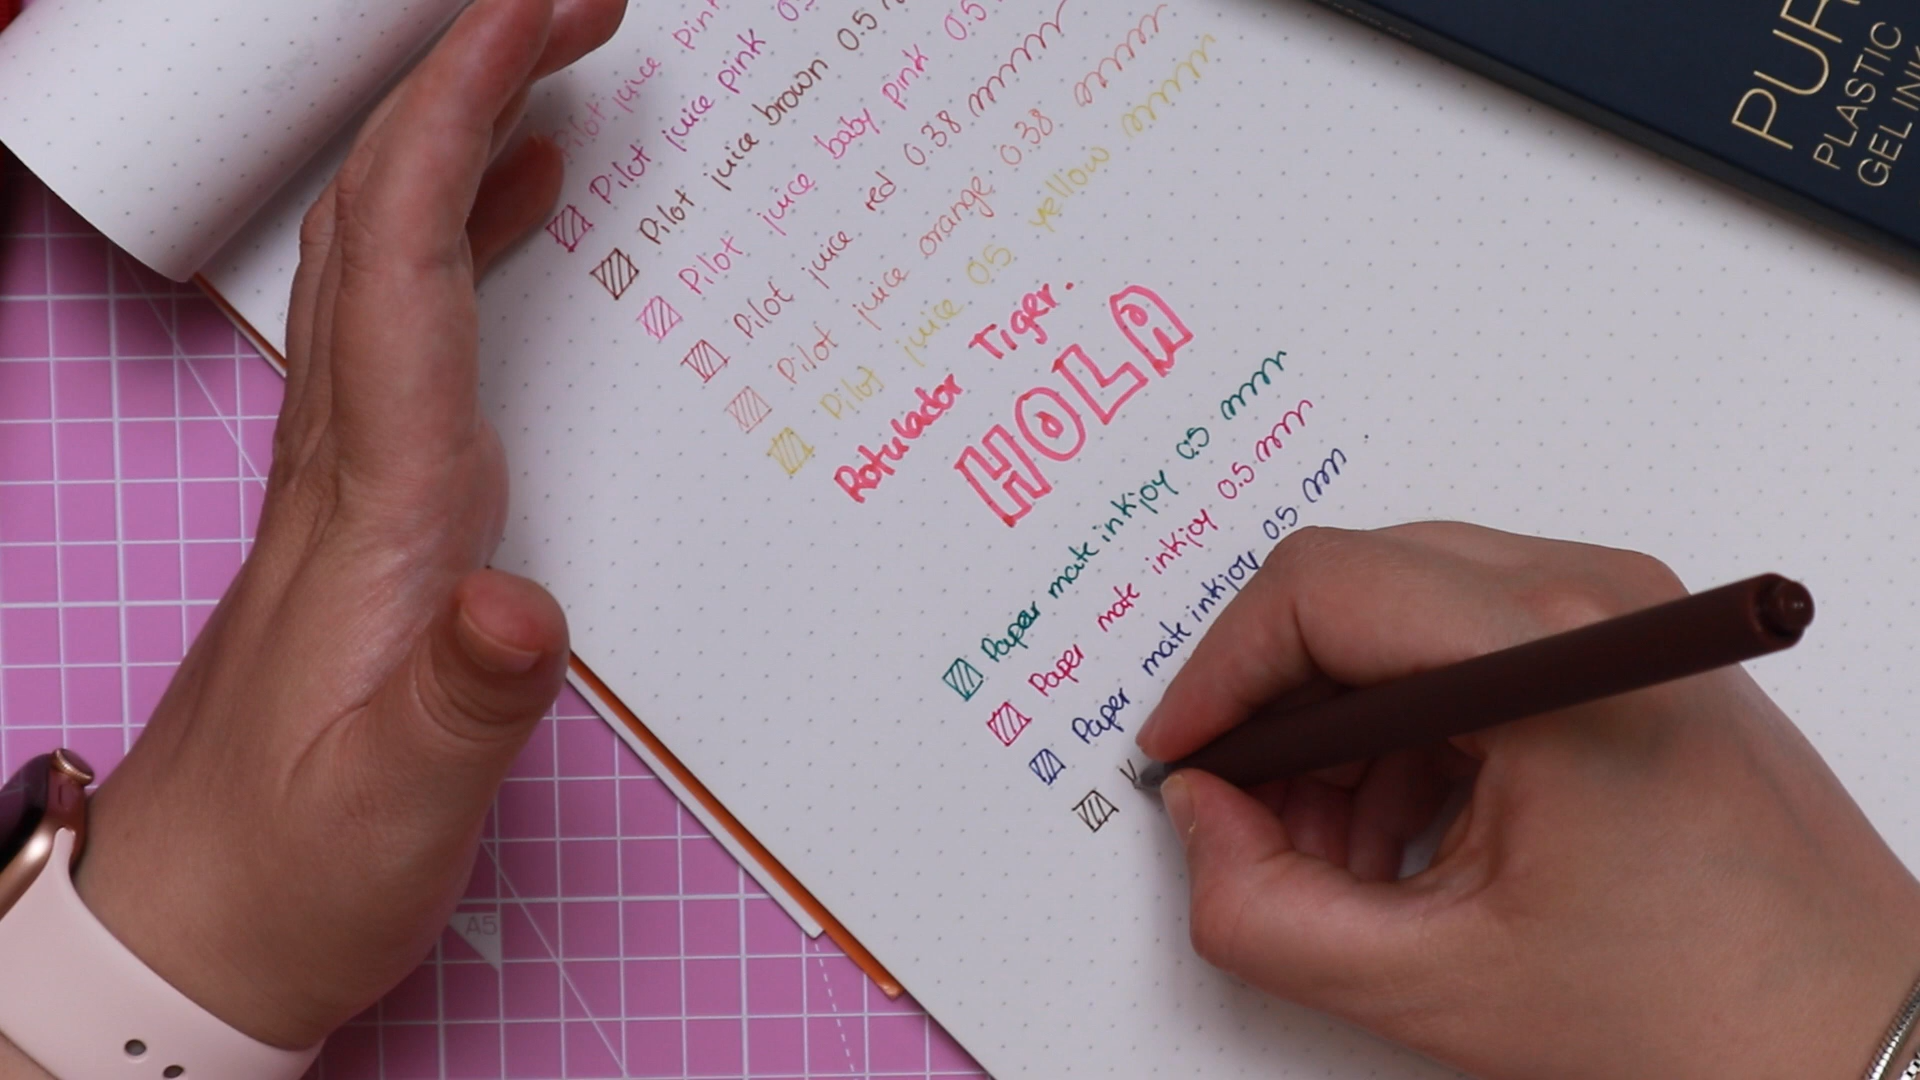 Pilot juice pink
Pilot juice pink 0.5
Pilot juice brown 0.5
Pilot juice baby pink 0.5
Pilot juice red 0.38
Pilot juice orange 0.38
Pilot juice 0.5 yellow
Rotulador Tiger.
HOLA
Paper mate inkjoy 0.5
Paper mate inkjoy 0.5
Paper mate inkjoy 0.5
PLASTIC
GEL INK
A5